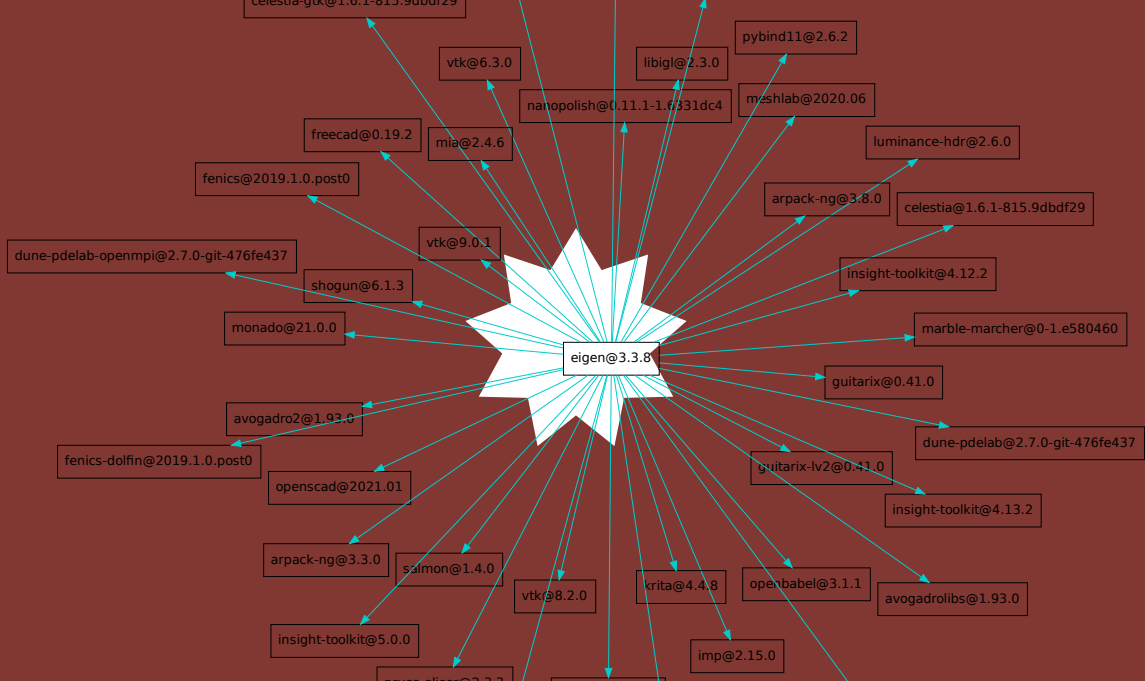 celestia-gtk@1.6.1-815.9dbdf29
pybind11@2.6.2
vtk@6.3.0
libigl@2.3.0
meshlab@2020.06
nanopolish@0.11.1-1.6331dc4
freecad@0.19.2
mia@2.4.6
luminance-hdr@2.6.0
fenics@2019.1.0.post0
arpack-ng@3.8.0
celestia@1.6.1-815.9dbdf29
vtk@9.0.1
dune-pdelab-openmpi@2.7.0-git-476fe437
insight-toolkit@4.12.2
shogun@6.1.3
monado@21.0.0
marble-marcher@0-1.e580460
eigen@3.3.8
guitarix@0.41.0
avogadro2@1.93.0
dune-pdelab@2.7.0-git-476fe437
fenics-dolfin@2019.1.0.post0
guitarix-lv2@0.41.0
openscad@2021.01
insight-toolkit@4.13.2
arpack-ng@3.3.0
salmon@1.4.0
openbabel@3.1.1
krita@4.4.8
vtk@8.2.0
avogadrolibs@1.93.0
insight-toolkit@5.0.0
imp@2.15.0